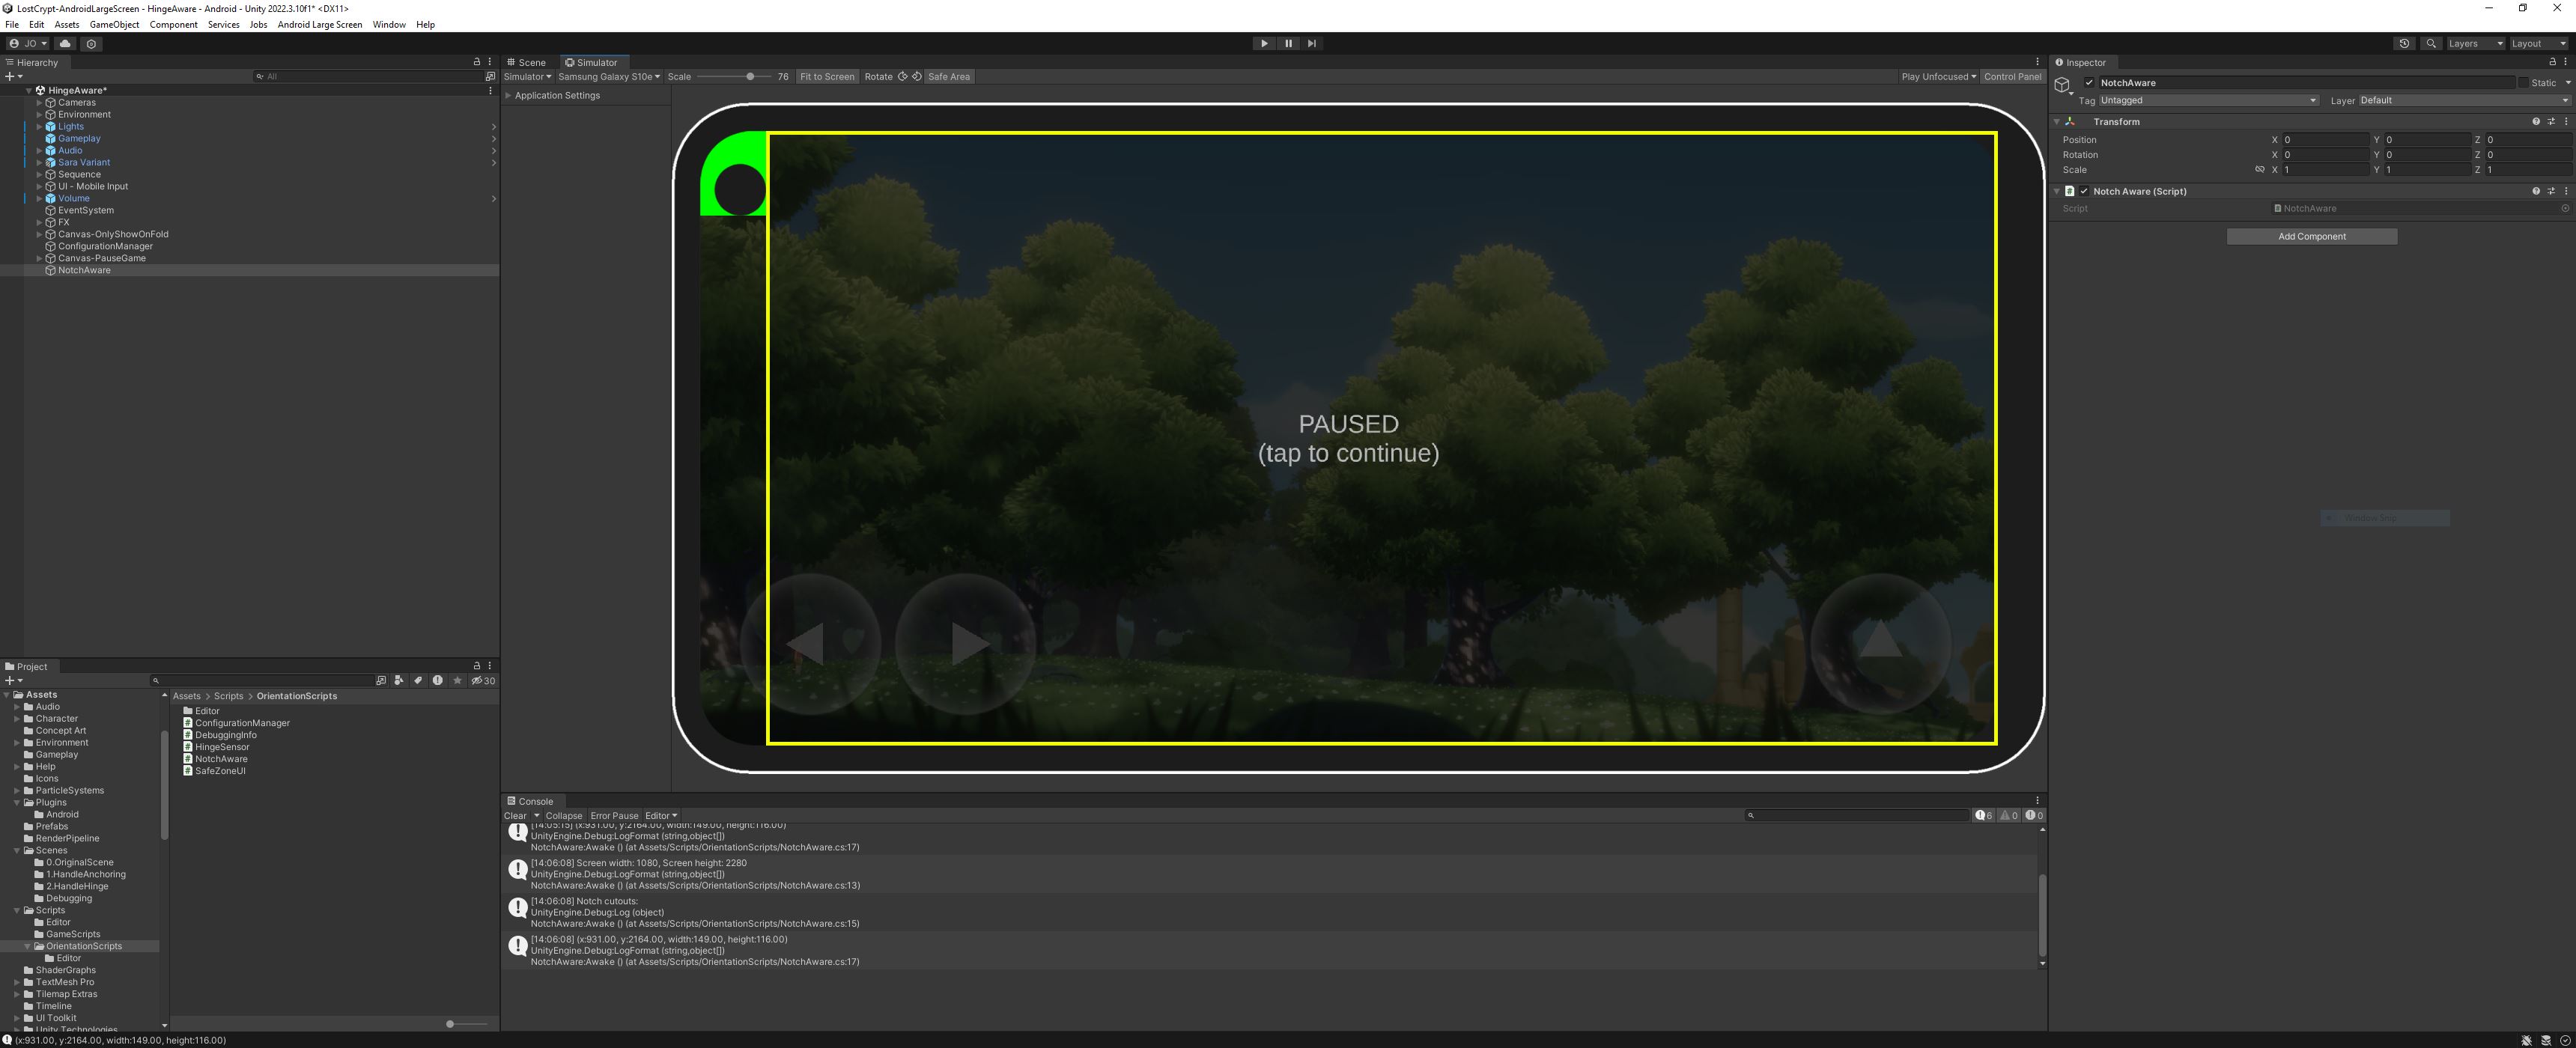 LostCrypt-AndroidLargeScreen - HingeAware - Android - Unity 2022.3.10f1* <DX11>
File Edit Assets GameObject Component Services Jobs Android Large Screen Window Help
JO
Layers Layout
Hierarchy
All
HingeAware*
Cameras
Environment
Lights
Gameplay
Audio
Sara Variant
Sequence
UI - Mobile Input
Volume
EventSystem
FX
Canvas-OnlyShowOnFold
ConfigurationManager
Canvas-PauseGame
NotchAware
Scene Simulator
Simulator Samsung Galaxy S10e Scale 76 Fit to Screen Rotate Safe Area Play Unfocused Control Panel
Application Settings
PAUSED
(tap to continue)
Inspector
NotchAware Static
Tag Untagged Layer Default
Transform
Position X 0 Y 0 Z 0
Rotation X 0 Y 0 Z 0
Scale X 1 Y 1 Z 1
Notch Aware (Script)
Script NotchAware
Add Component
Window Snip
Project
30
Assets
Audio
Character
Concept Art
Environment
Gameplay
Help
Icons
ParticleSystems
Plugins
Android
Prefabs
RenderPipeline
Scenes
0.OriginalScene
1.HandleAnchoring
2.HandleHinge
Debugging
Scripts
Editor
GameScripts
OrientationScripts
Editor
ShaderGraphs
TextMesh Pro
Tilemap Extras
Timeline
UI Toolkit
Unity Technologies
Assets > Scripts > OrientationScripts
Editor
ConfigurationManager
DebuggingInfo
HingeSensor
NotchAware
SafeZoneUI
Console
Clear Collapse Error Pause Editor 6 0 0
[14:05:15] (x:931.00, y:2164.00, width:149.00, height:116.00)
UnityEngine.Debug:LogFormat (string,object[])
NotchAware:Awake () (at Assets/Scripts/OrientationScripts/NotchAware.cs:17)
[14:06:08] Screen width: 1080, Screen height: 2280
UnityEngine.Debug:LogFormat (string,object[])
NotchAware:Awake () (at Assets/Scripts/OrientationScripts/NotchAware.cs:13)
[14:06:08] Notch cutouts:
UnityEngine.Debug:Log (object)
NotchAware:Awake () (at Assets/Scripts/OrientationScripts/NotchAware.cs:15)
[14:06:08] (x:931.00, y:2164.00, width:149.00, height:116.00)
UnityEngine.Debug:LogFormat (string,object[])
NotchAware:Awake () (at Assets/Scripts/OrientationScripts/NotchAware.cs:17)
(x:931.00, y:2164.00, width:149.00, height:116.00)